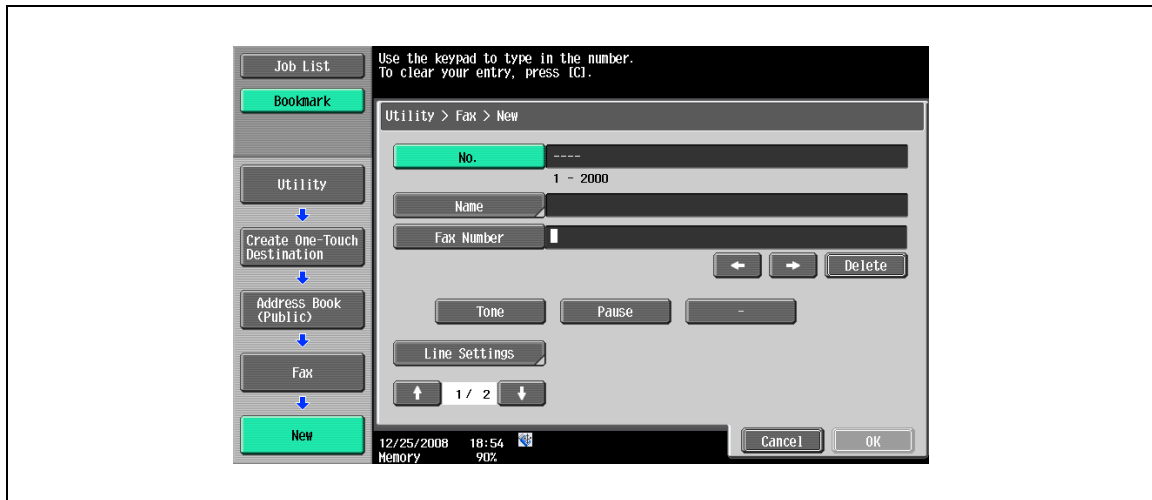 Job List
Bookmark
Utility
Create One-Touch
Destination
Address Book
(Public)
Fax
New
Use the keypad to type in the number.
To clear your entry, press [C].
Utility > Fax > New
No. ----
1 - 2000
Name
Fax Number
Delete
Tone Pause -
Line Settings
1/ 2
12/25/2008 18:54
Memory 90%
Cancel OK